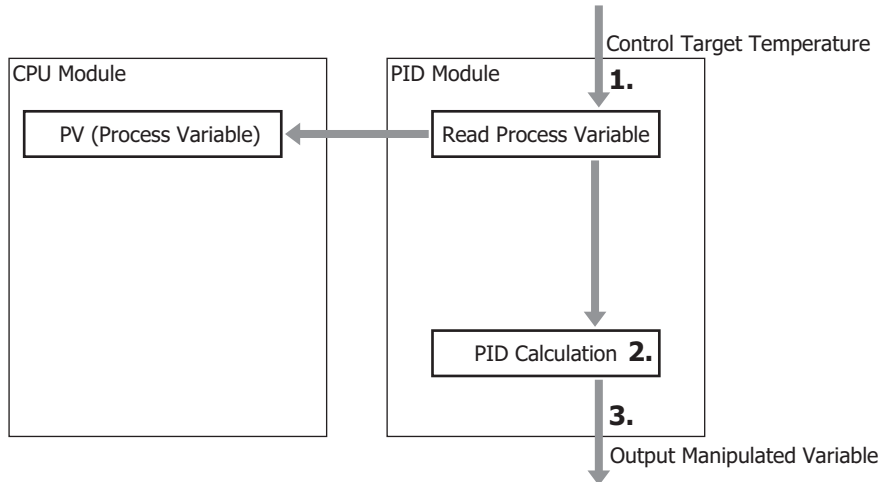 Control Target Temperature
CPU Module
PID Module
1.
PV (Process Variable)
Read Process Variable
PID Calculation 2.
3.
Output Manipulated Variable